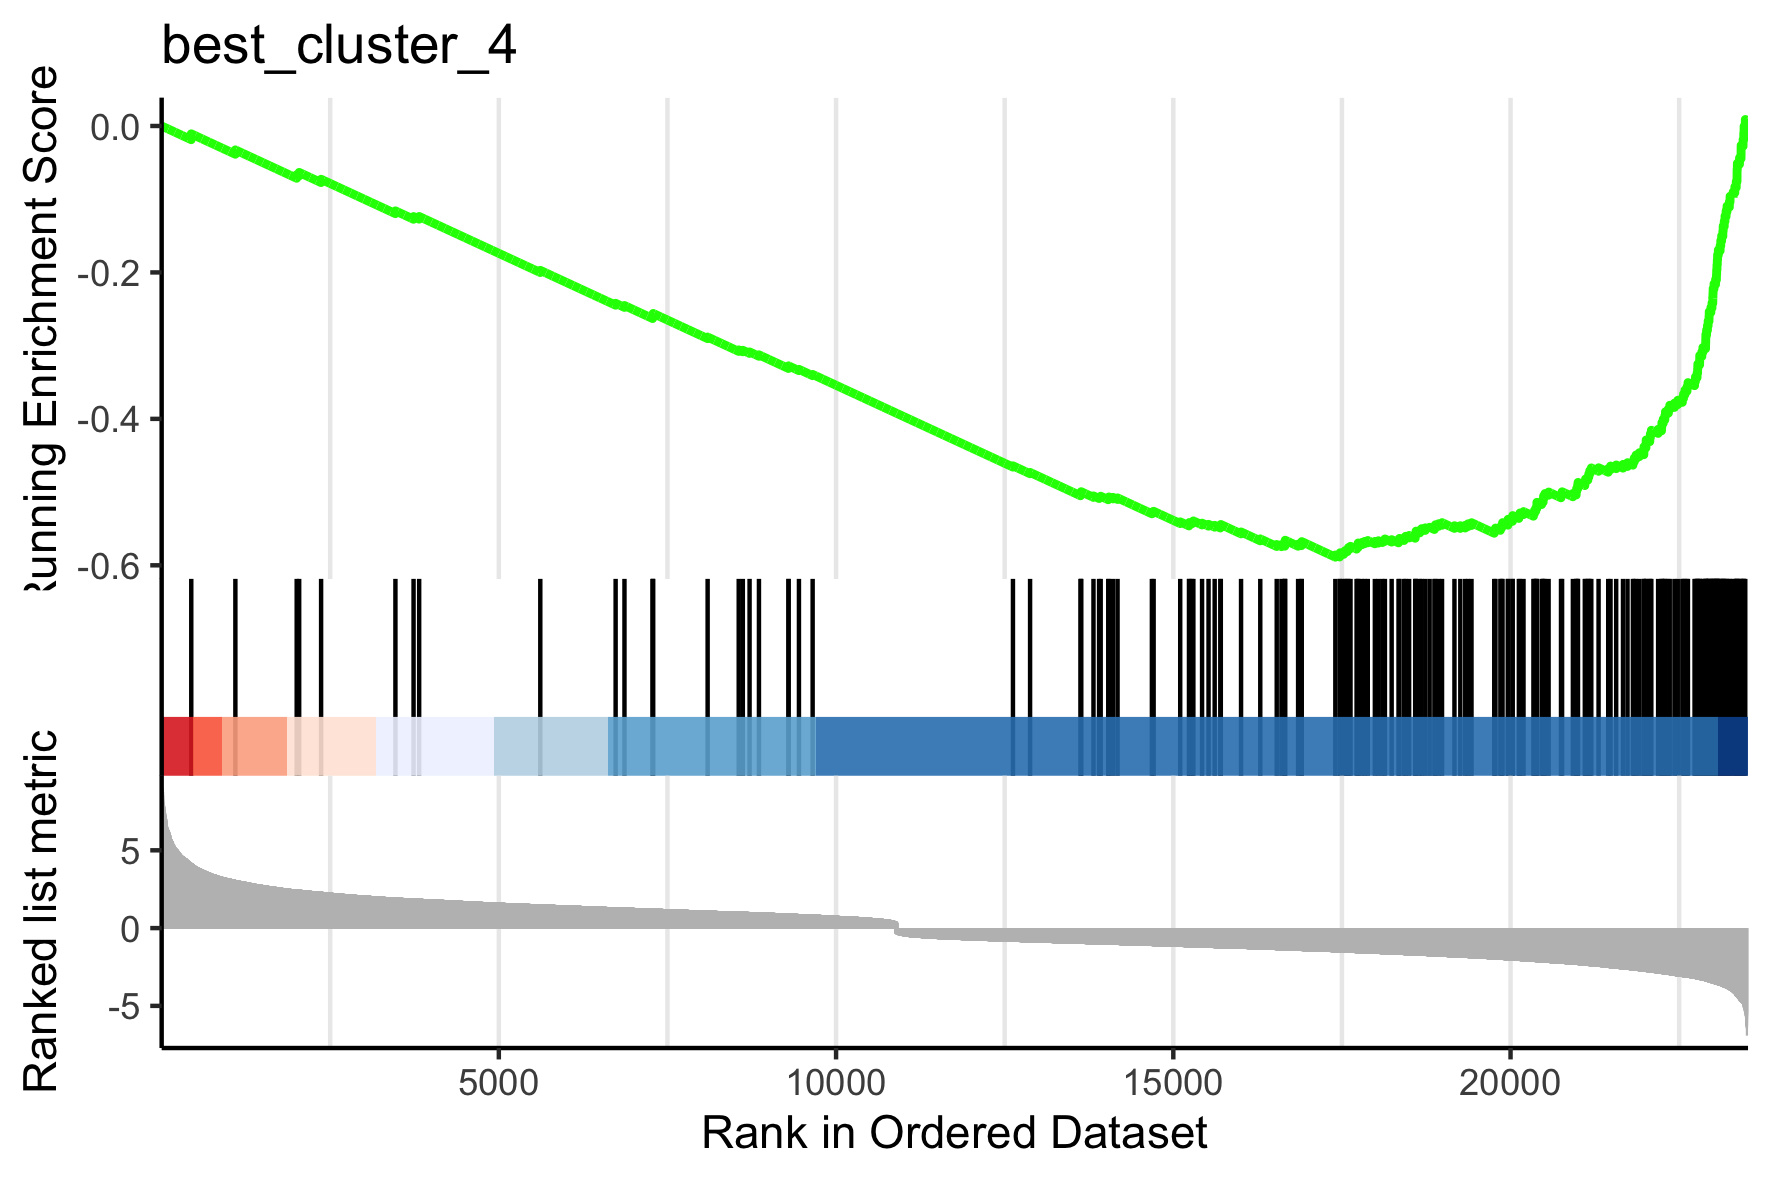 best_cluster_4
Running Enrichment Score
0.0
-0.2
-0.4
-0.6
Ranked list metric
5
0
-5
5000
10000
15000
20000
Rank in Ordered Dataset